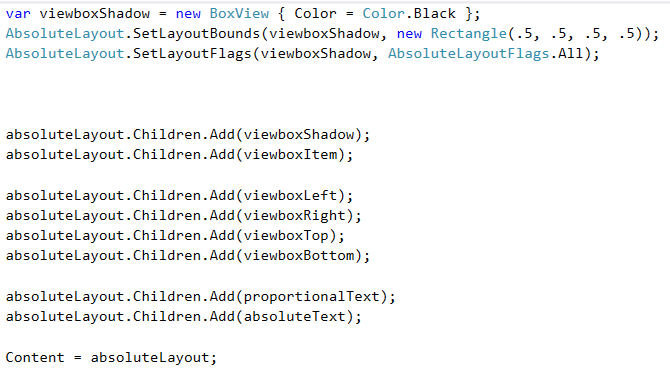 var viewboxShadow = new BoxView { Color = Color.Black };
AbsoluteLayout.SetLayoutBounds(viewboxShadow, new Rectangle(.5, .5, .5, .5));
AbsoluteLayout.SetLayoutFlags(viewboxShadow, AbsoluteLayoutFlags.All);
absoluteLayout.Children.Add(viewboxShadow);
absoluteLayout.Children.Add(viewboxItem);
absoluteLayout.Children.Add(viewboxLeft);
absoluteLayout.Children.Add(viewboxRight);
absoluteLayout.Children.Add(viewboxTop);
absoluteLayout.Children.Add(viewboxBottom);
absoluteLayout.Children.Add(proportionalText);
absoluteLayout.Children.Add(absoluteText);
Content = absoluteLayout;